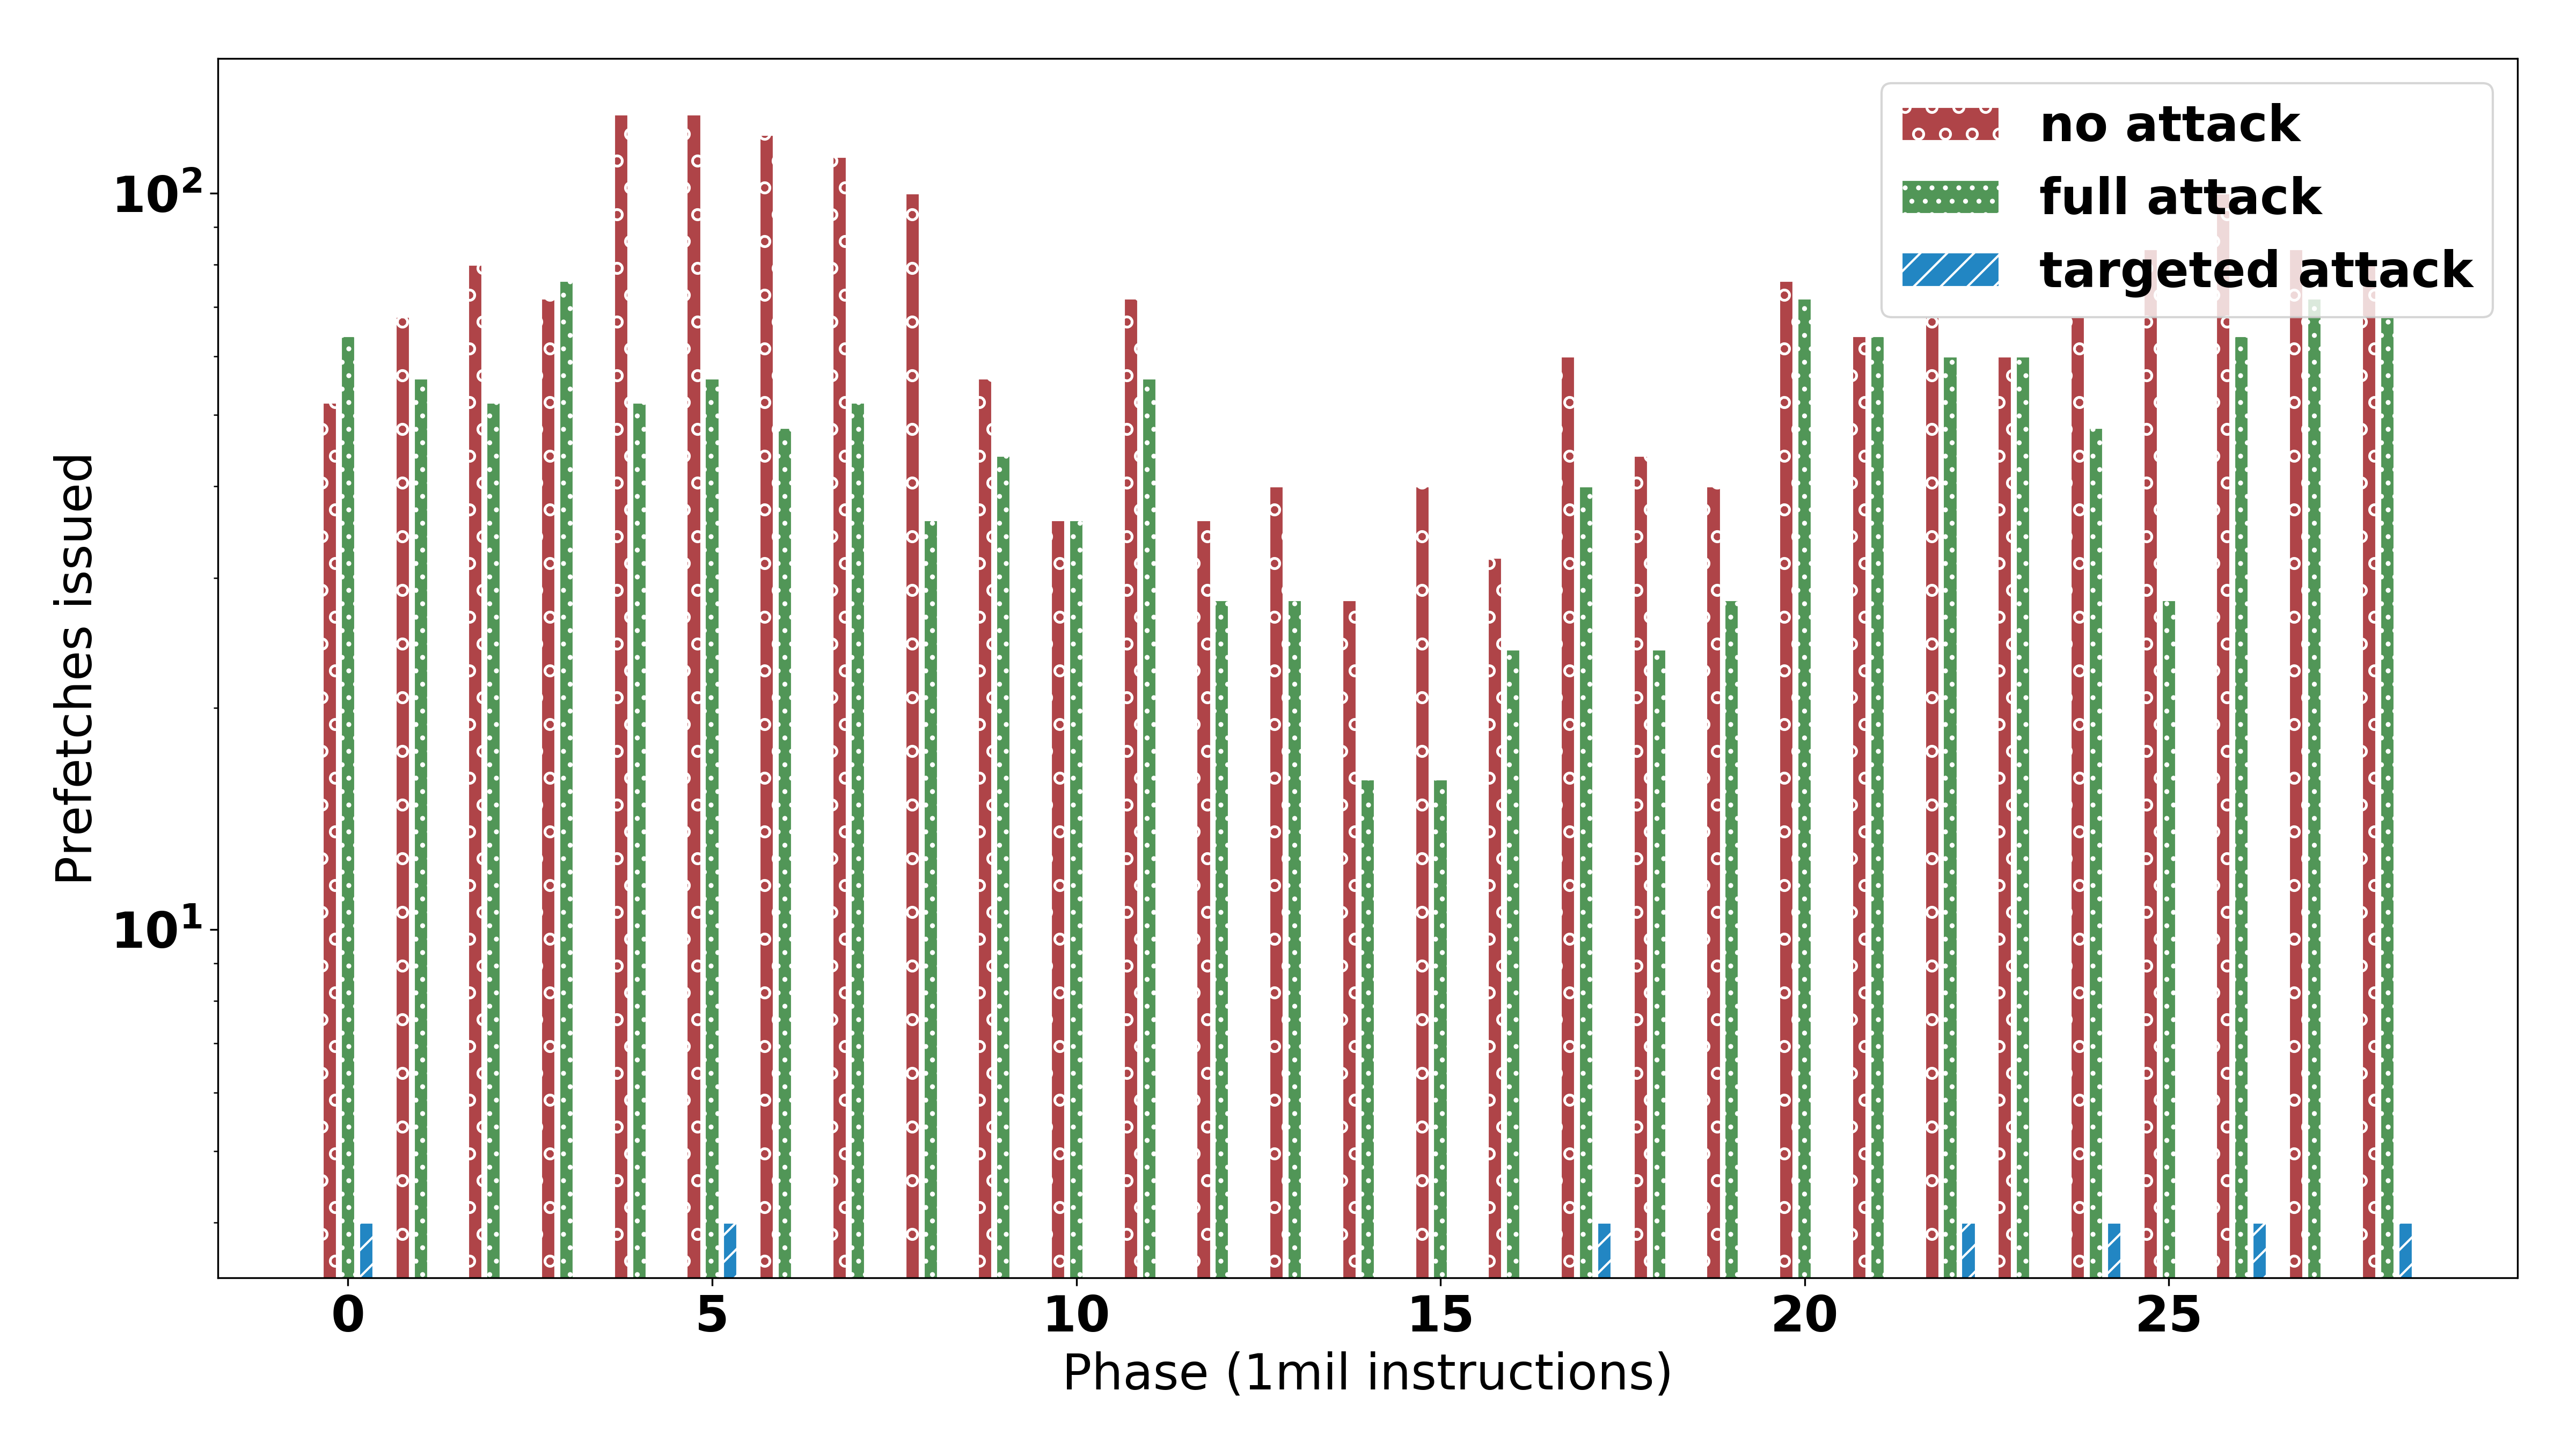 no attack
full attack
targeted attack
10²
10¹
Prefetches issued
0 5 10 15 20 25
Phase (1mil instructions)